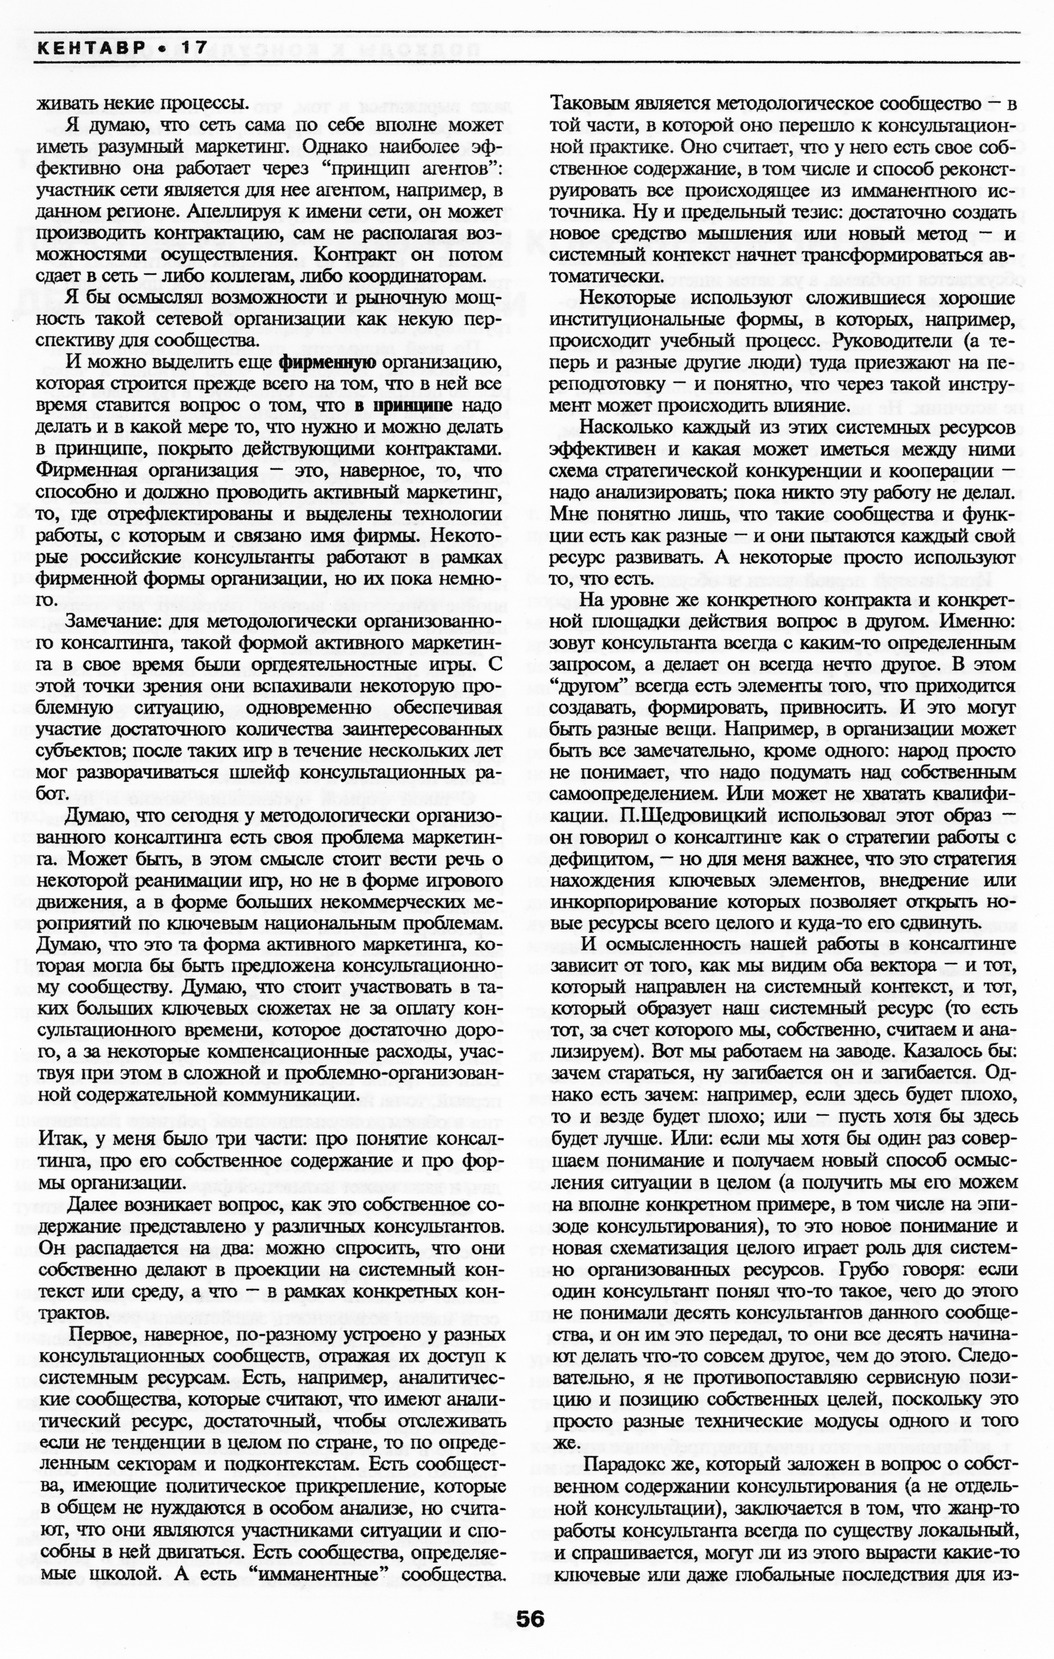 КЕНТАВР • 17
живать некие процессы.
Я думаю, что сеть сама по себе вполне может
иметь разумный маркетинг. Однако наиболее эф-
фективно она работает через “принцип агентов”:
участник сети является для нее агентом, например, в
данном регионе. Апеллируя к имени сети, он может
производить контрактацию, сам не располагая воз-
можностями осуществления. Контракт он потом
сдает в сеть — либо коллегам, либо координаторам.
Я бы осмыслял возможности и рыночную мощ-
ность такой сетевой организации как некую пер-
спективу для сообщества.
И можно выделить еще фирменную организацию,
которая строится прежде всего на том, что в ней все
время ставится вопрос о том, что в принципе надо
делать и в какой мере то, что нужно и можно делать
в принципе, покрыто действующими контрактами.
Фирменная организация — это, наверное, то, что
способно и должно проводить активный маркетинг,
то, где отрефлектированы и выделены технологии
работы, с которым и связано имя фирмы. Некото-
рые российские консультанты работают в рамках
фирменной формы организации, но их пока немно-
го.
Замечание: для методологически организованно-
го консалтинга, такой формой активного маркетин-
га в свое время были оргдеятельностные игры. С
этой точки зрения они вспахивали некоторую про-
блемную ситуацию, одновременно обеспечивая
участие достаточного количества заинтересованных
субъектов; после таких игр в течение нескольких лет
мог разворачиваться шлейф консультационных ра-
бот.
Думаю, что сегодня у методологически организо-
ванного консалтинга есть своя проблема маркетин-
га. Может быть, в этом смысле стоит вести речь о
некоторой реанимации игр, но не в форме игрового
движения, а в форме больших некоммерческих ме-
роприятий по ключевым национальным проблемам.
Думаю, что это та форма активного маркетинга, ко-
торая могла бы быть предложена консультационно-
му сообществу. Думаю, что стоит участвовать в та-
ких больших ключевых сюжетах не за оплату кон-
сультационного времени, которое достаточно доро-
го, а за некоторые компенсационные расходы, учас-
твуя при этом в сложной и проблемно-организован-
ной содержательной коммуникации.
Итак, у меня было три части: про понятие консал-
тинга, про его собственное содержание и про фор-
мы организации.
Далее возникает вопрос, как это собственное со-
держание представлено у различных консультантов.
Он распадается на два: можно спросить, что они
собственно делают в проекции на системный кон-
текст или среду, а что — в рамках конкретных кон-
трактов.
Первое, наверное, по-разному устроено у разных
консультационных сообществ, отражая их доступ к
системным ресурсам. Есть, например, аналитичес-
кие сообщества, которые считают, что имеют анали-
тический ресурс, достаточный, чтобы отслеживать
если не тенденции в целом по стране, то по опреде-
ленным секторам и подконтекстам. Есть сообщест-
ва, имеющие политическое прикрепление, которые
в общем не нуждаются в особом анализе, но счита-
ют, что они являются участниками ситуации и спо-
собны в ней двигаться. Есть сообщества, определяе-
мые школой. А есть “имманентные” сообщества.
Таковым является методологическое сообщество — в
той части, в которой оно перешло к консультацион-
ной практике. Оно считает, что у него есть свое соб-
ственное содержание, в том числе и способ реконст-
руировать все происходящее из имманентного ис-
точника. Ну и предельный тезис: достаточно создать
новое средство мышления или новый метод — и
системный контекст начнет трансформироваться ав-
томатически.
Некоторые используют сложившиеся хорошие
институциональные формы, в которых, например,
происходит учебный процесс. Руководители (а те-
перь и разные другие люди) туда приезжают на пе-
реподготовку — и понятно, что через такой инстру-
мент может происходить влияние.
Насколько каждый из этих системных ресурсов
эффективен и какая может иметься между ними
схема стратегической конкуренции и кооперации —
надо анализировать; пока никто эту работу не делал.
Мне понятно лишь, что такие сообщества и функ-
ции есть как разные — и они пытаются каждый свой
ресурс развивать. А некоторые просто используют
то, что есть.
На уровне же конкретного контракта и конкрет-
ной площадки действия вопрос в другом. Именно:
зовут консультанта всегда с каким-то определенным
запросом, а делает он всегда нечто другое. В этом
“другом” всегда есть элементы того, что приходится
создавать, формировать, привносить. И это могут
быть разные вещи. Например, в организации может
быть все замечательно, кроме одного: народ просто
не понимает, что надо подумать над собственным
самоопределением. Или может не хватать квалифи-
кации. П.Щедровицкий использовал этот образ —
он говорил о консалтинге как о стратегии работы с
дефицитом, — но для меня важнее, что это стратегия
нахождения ключевых элементов, внедрение или
инкорпорирование которых позволяет открыть но-
вые ресурсы всего целого и куда-то его сдвинуть.
И осмысленность нашей работы в консалтинге
зависит от того, как мы видим оба вектора — и тот,
который направлен на системный контекст, и тот,
который образует наш системный ресурс (то есть
тот, за счет которого мы, собственно, считаем и ана-
лизируем). Вот мы работаем на заводе. Казалось бы:
зачем стараться, ну загибается он и загибается. Од-
нако есть зачем: например, если здесь будет плохо,
то и везде будет плохо; или — пусть хотя бы здесь
будет лучше. Или: если мы хотя бы один раз совер-
шаем понимание и получаем новый способ осмыс-
ления ситуации в целом (а получить мы его можем
на вполне конкретном примере, в том числе на эпи-
зоде консультирования), то это новое понимание и
новая схематизация целого играет роль для систем-
но организованных ресурсов. Грубо говоря: если
один консультант понял что-то такое, чего до этого
не понимали десять консультантов данного сообще-
ства, и он им это передал, то они все десять начина-
ют делать что-то совсем другое, чем до этого. Следо-
вательно, я не противопоставляю сервисную пози-
цию и позицию собственных целей, поскольку это
просто разные технические модусы одного и того
же.
Парадокс же, который заложен в вопрос о собст-
венном содержании консультирования (а не отдель-
ной консультации), заключается в том, что жанр-то
работы консультанта всегда по существу локальный,
и спрашивается, могут ли из этого вырасти какие-то
ключевые или даже глобальные последствия для из-
56